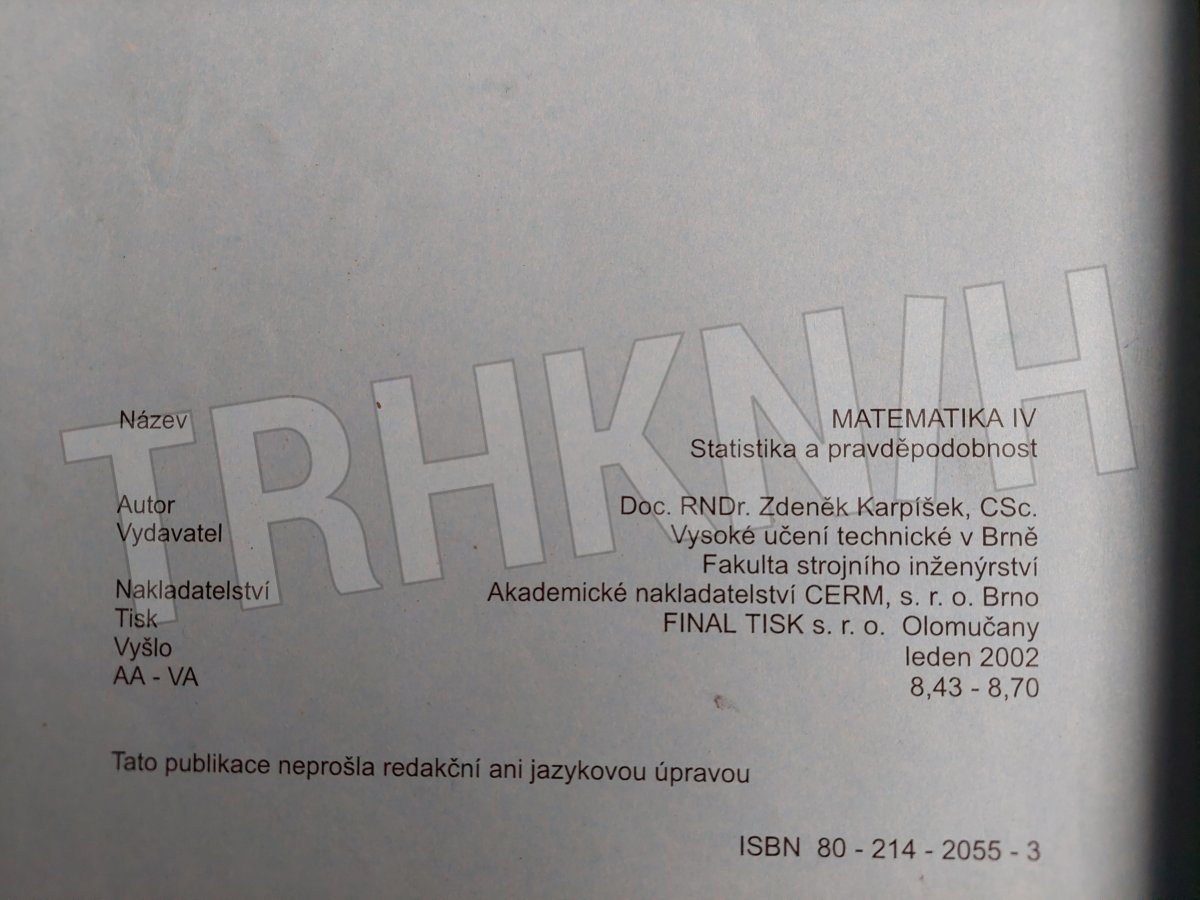 TRHKNIH
Název MATEMATIKA IV
Statistika a pravděpodobnost
Autor Doc. RNDr. Zdeněk Karpíšek, CSc.
Vydavatel Vysoké učení technické v Brně
Fakulta strojního inženýrství
Nakladatelství Akademické nakladatelství CERM, s. r. o. Brno
Tisk FINAL TISK s. r. o. Olomučany
Vyšlo leden 2002
AA - VA 8,43 - 8,70
Tato publikace neprošla redakční ani jazykovou úpravou
ISBN 80 - 214 - 2055 - 3